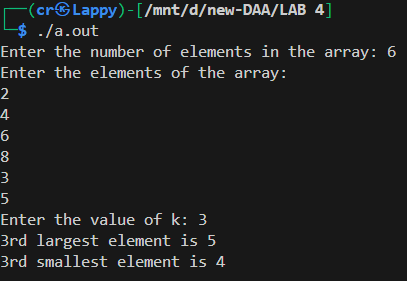 ┌──(cr㉿Lappy)-[/mnt/d/new-DAA/LAB 4]
└─$ ./a.out
Enter the number of elements in the array: 6
Enter the elements of the array:
2
4
6
8
3
5
Enter the value of k: 3
3rd largest element is 5
3rd smallest element is 4